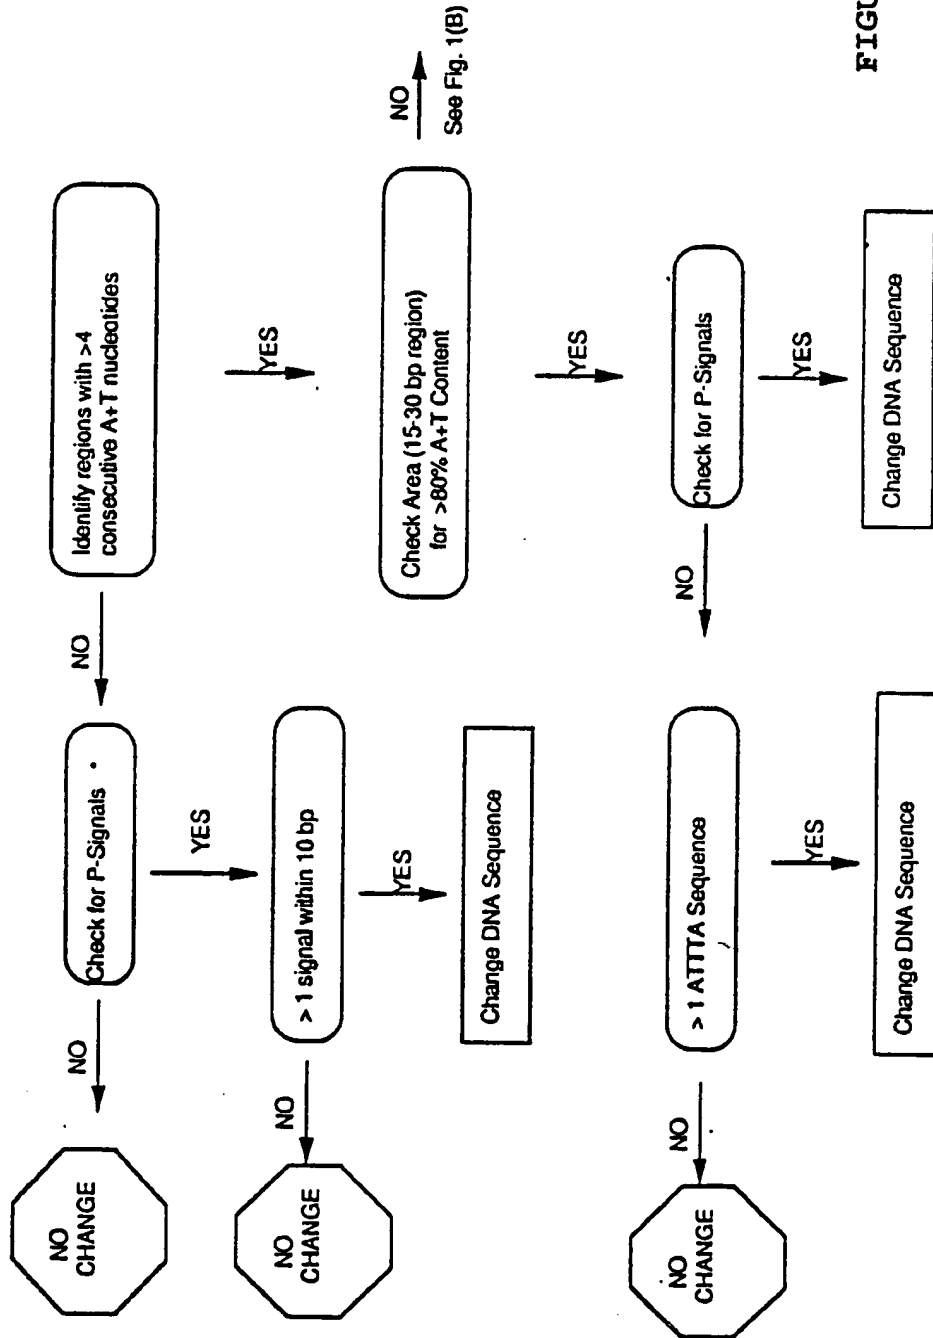 Identify regions with >4
consecutive A+T nucleotides
NO
YES
Check for P-Signals
NO
YES
NO
CHANGE
Check Area (15-30 bp region)
for >80% A+T Content
NO
See Fig. 1(B)
YES
> 1 signal within 10 bp
NO
YES
NO
CHANGE
Change DNA Sequence
Check for P-Signals
NO
YES
> 1 ATTTA Sequence
NO
YES
NO
CHANGE
Change DNA Sequence
Change DNA Sequence
FIGU